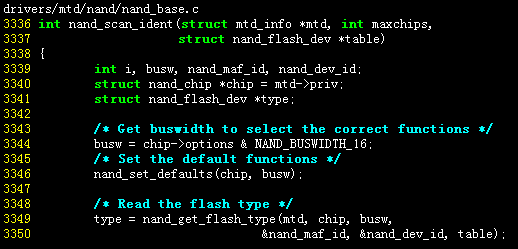 drivers/mtd/nand/nand_base.c
3336 int nand_scan_ident(struct mtd_info *mtd, int maxchips,
3337                     struct nand_flash_dev *table)
3338 {
3339         int i, busw, nand_maf_id, nand_dev_id;
3340         struct nand_chip *chip = mtd->priv;
3341         struct nand_flash_dev *type;
3342
3343         /* Get buswidth to select the correct functions */
3344         busw = chip->options & NAND_BUSWIDTH_16;
3345         /* Set the default functions */
3346         nand_set_defaults(chip, busw);
3347
3348         /* Read the flash type */
3349         type = nand_get_flash_type(mtd, chip, busw,
3350                                 &nand_maf_id, &nand_dev_id, table);